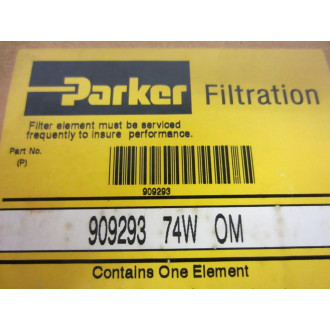 Parker Filtration
Filter element must be serviced
frequently to insure performance.
Part No.
(P)
909293
909293 74W OM
Contains One Element